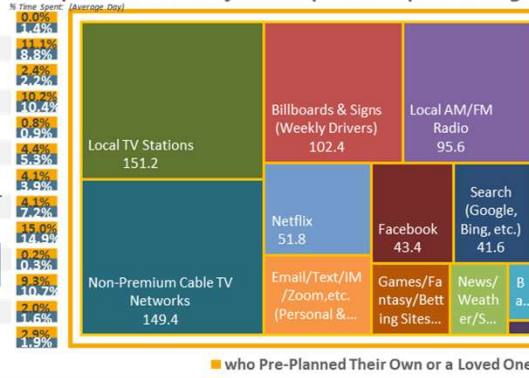 % Time Spent: (Average Day)
0.0%
1.4%
11.1%
8.8%
2.4%
2.2%
10.2%
10.4%
0.8%
0.9%
4.4%
5.3%
4.1%
3.9%
4.1%
7.2%
15.0%
14.9%
0.2%
0.3%
9.3%
10.7%
2.0%
1.6%
2.9%
1.9%
Local TV Stations
151.2
Non-Premium Cable TV
Networks
149.4
Billboards & Signs
(Weekly Drivers)
102.4
Local AM/FM
Radio
95.6
Netflix
51.8
Facebook
43.4
Search
(Google,
Bing, etc.)
41.6
Email/Text/IM
/Zoom,etc.
(Personal &...
Games/Fa
ntasy/Bett
ing Sites...
News/
Weath
er/S...
B
a...
who Pre-Planned Their Own or a Loved One